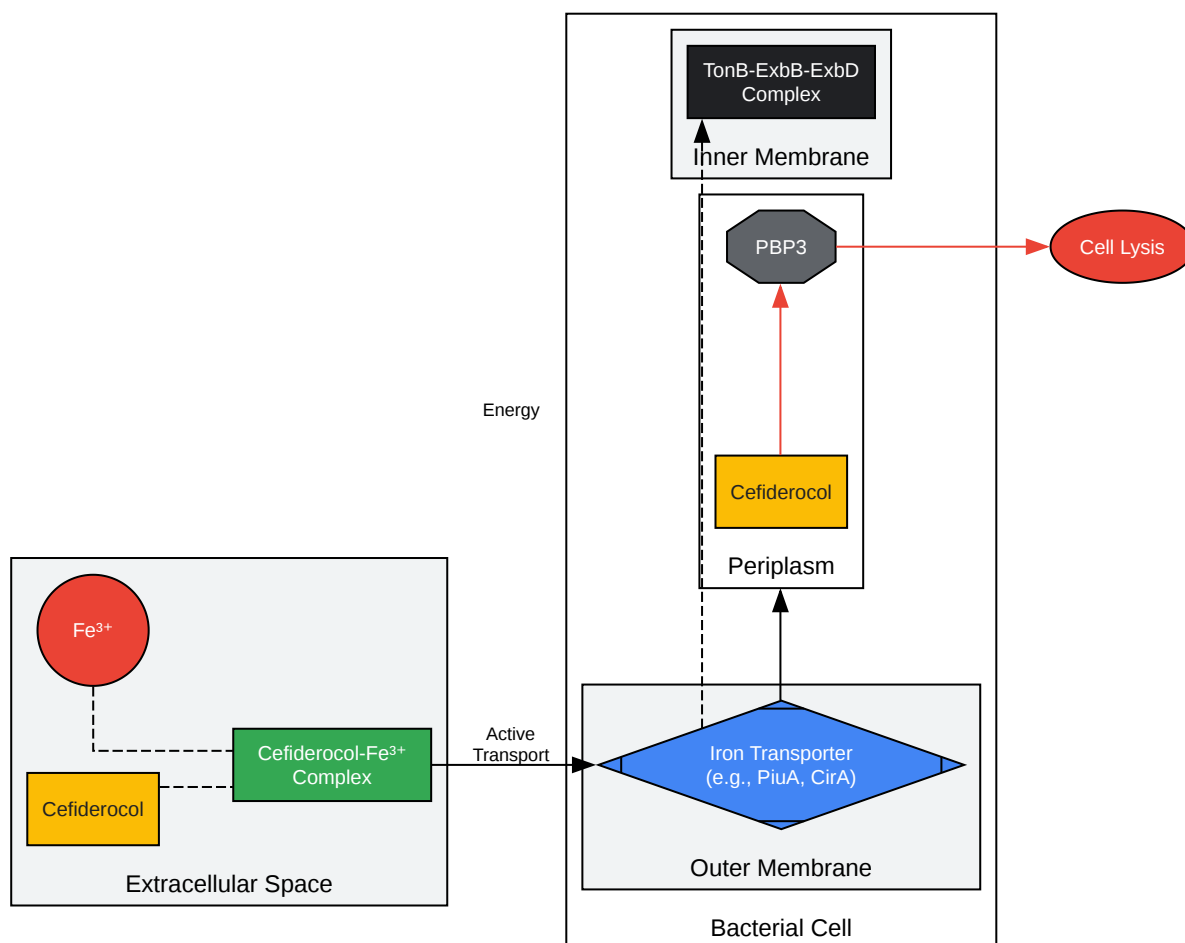 TonB-ExbB-ExbD
Complex
Inner Membrane
PBP3
Cell Lysis
Energy
Cefiderocol
Periplasm
Fe³⁺
Cefiderocol-Fe³⁺
Complex
Cefiderocol
Extracellular Space
Active
Transport
Iron Transporter
(e.g., PiuA, CirA)
Outer Membrane
Bacterial Cell